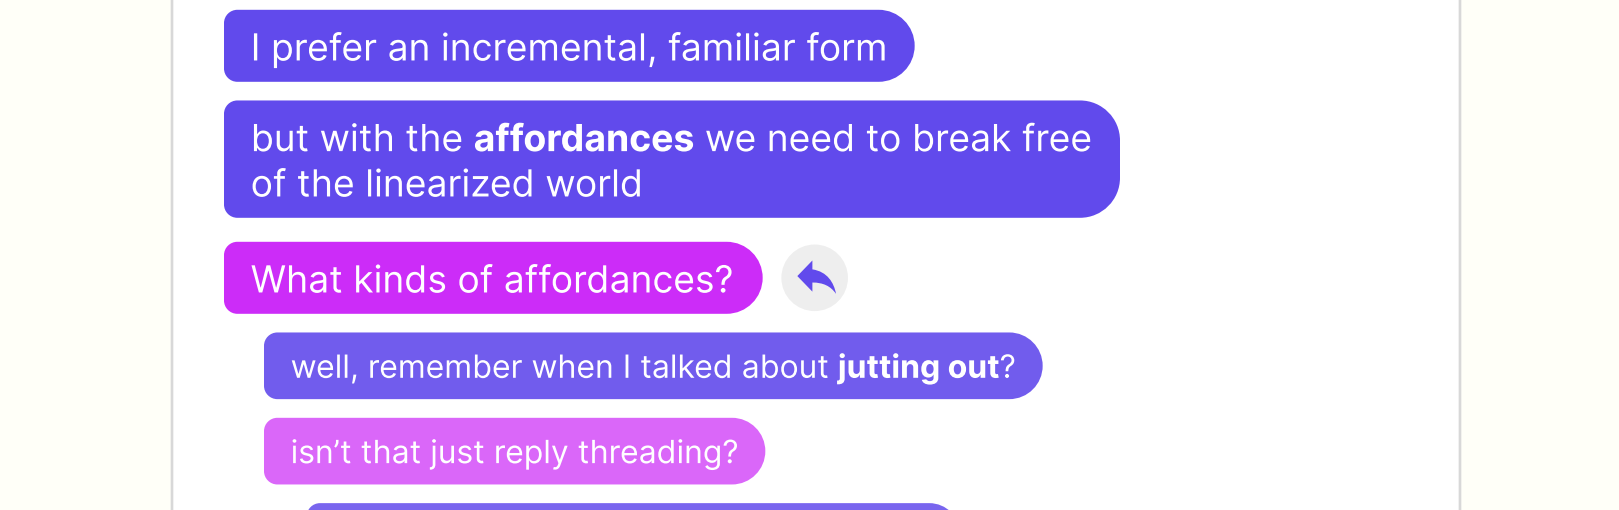 I prefer an incremental, familiar form
but with the affordances we need to break free
of the linearized world
What kinds of affordances?
well, remember when I talked about jutting out?
isn’t that just reply threading?